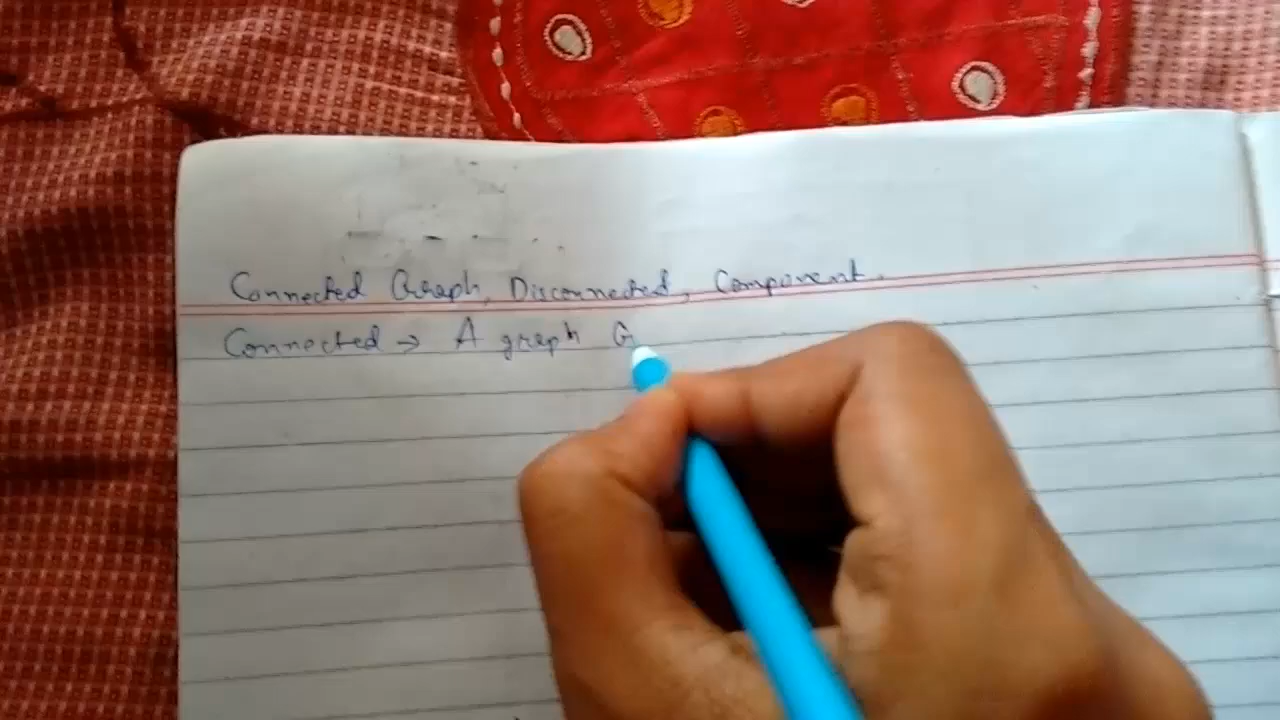 Connected Graph, Disconnected, Component.
Connected → A graph G